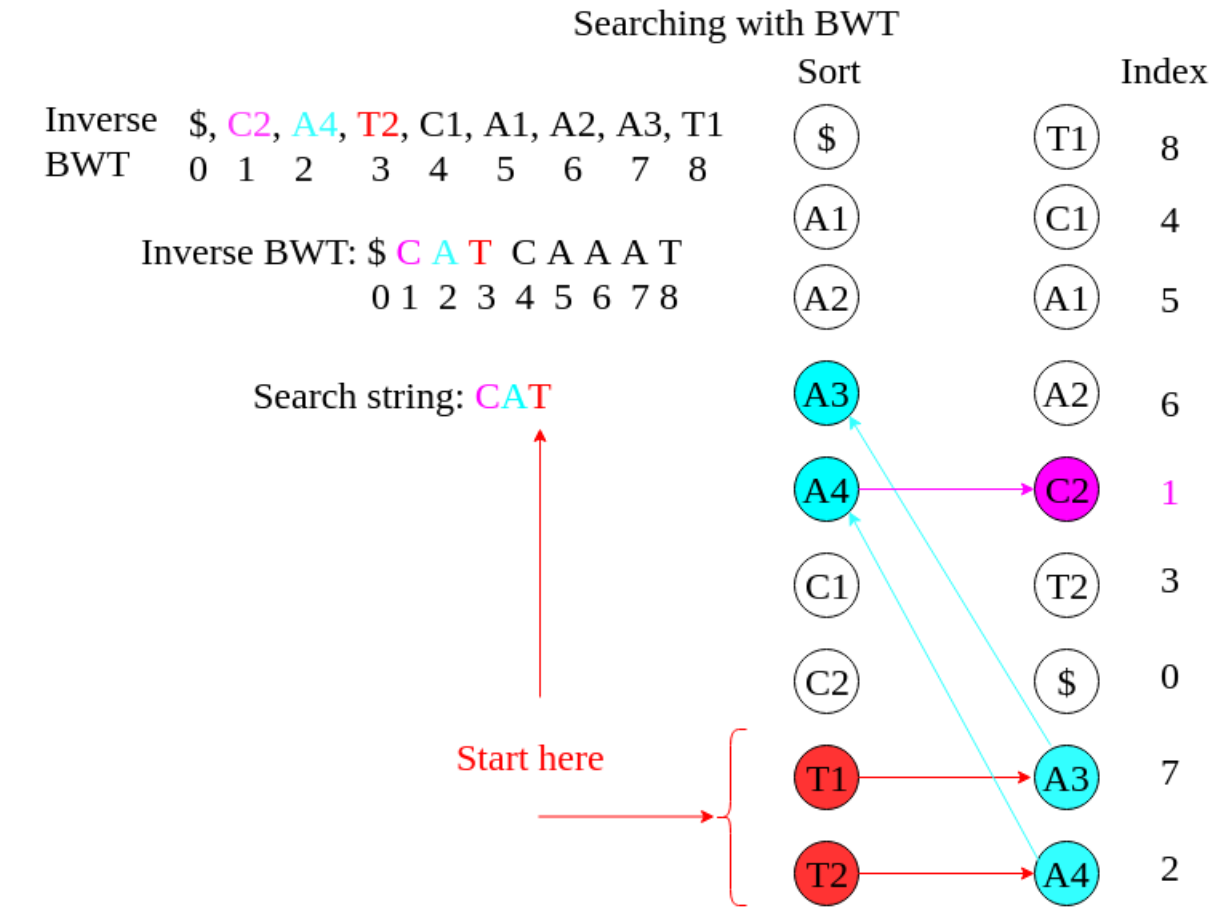 Searching with BWT
Sort Index
Inverse BWT $, C2, A4, T2, C1, A1, A2, A3, T1
0 1 2 3 4 5 6 7 8
Inverse BWT: $ C A T C A A A T
0 1 2 3 4 5 6 7 8
Search string: CAT
Start here
$ T1 8
A1 C1 4
A2 A1 5
A3 A2 6
A4 C2 1
C1 T2 3
C2 $ 0
T1 A3 7
T2 A4 2